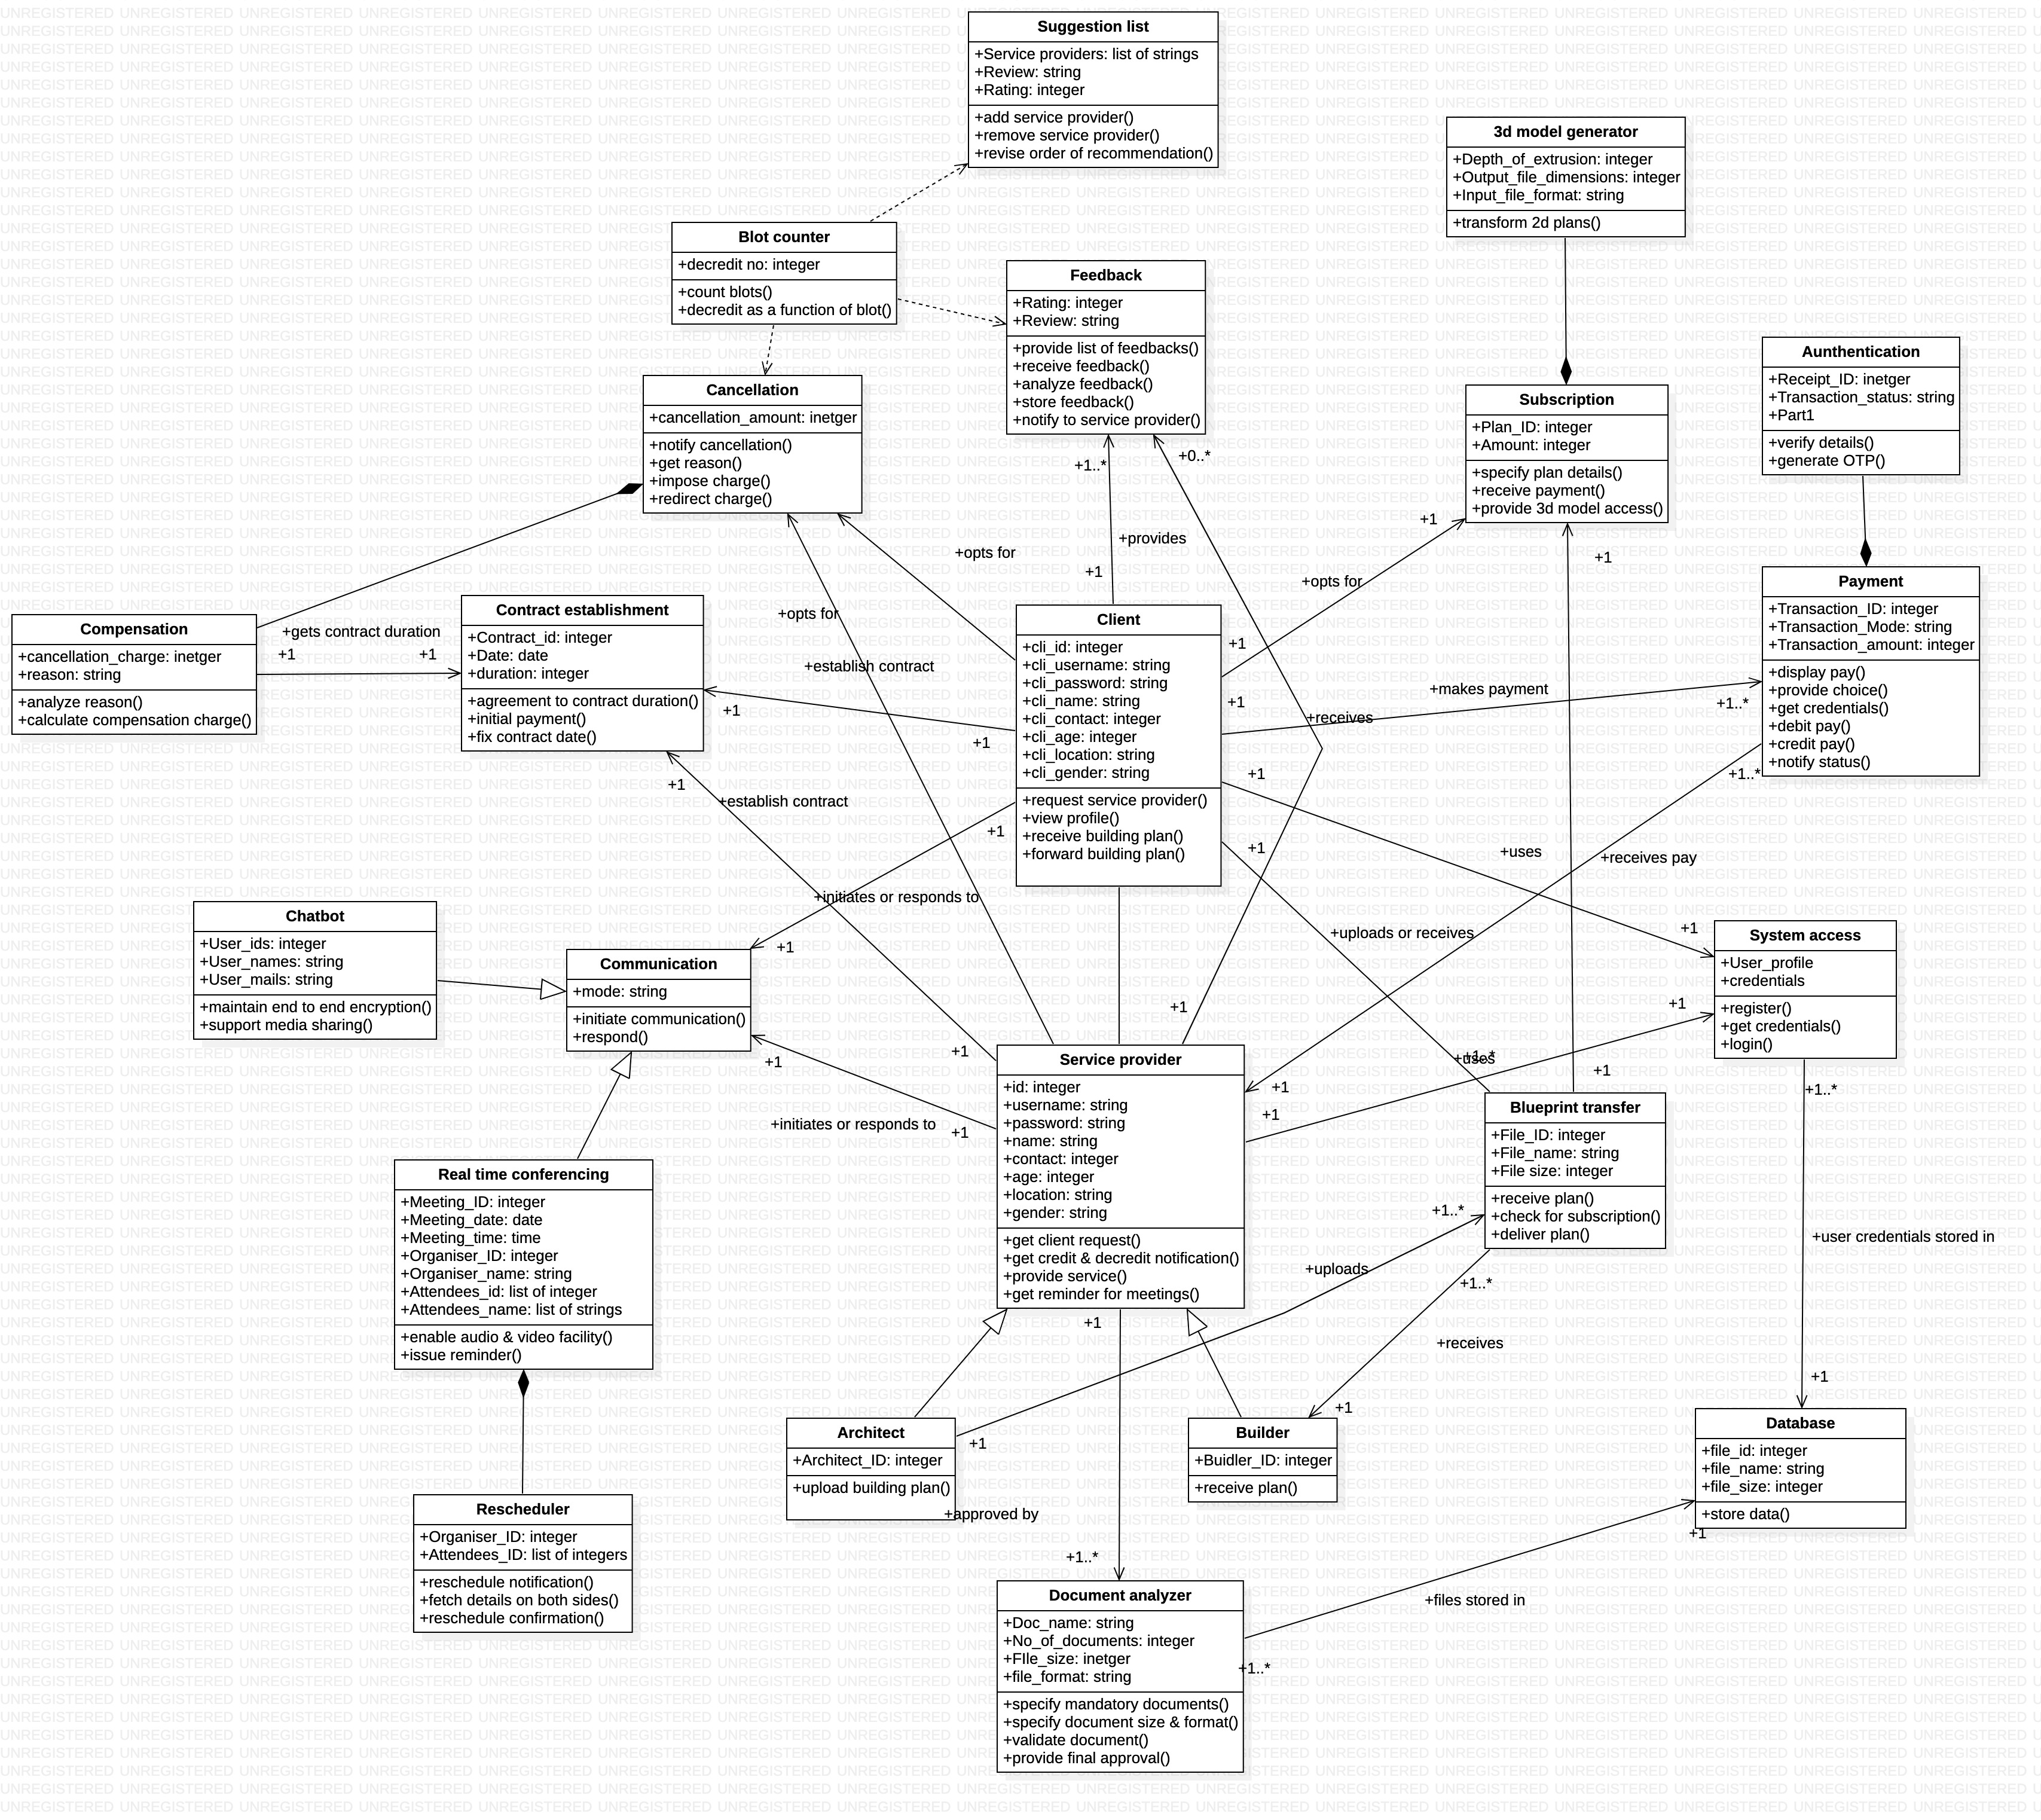 Suggestion list
+Service providers: list of strings
+Review: string
+Rating: integer
+add service provider()
+remove service provider()
+revise order of recommendation()
3d model generator
+Depth_of_extrusion: integer
+Output_file_dimensions: integer
+Input_file_format: string
+transform 2d plans()
Blot counter
+decredit no: integer
+count blots()
+decredit as a function of blot()
Feedback
+Rating: integer
+Review: string
+provide list of feedbacks()
+receive feedback()
+analyze feedback()
+store feedback()
+notify to service provider()
Aunthentication
+Receipt_ID: inetger
+Transaction_status: string
+Part1
+verify details()
+generate OTP()
Cancellation
+cancellation_amount: inetger
+notify cancellation()
+get reason()
+impose charge()
+redirect charge()
Subscription
+Plan_ID: integer
+Amount: integer
+specify plan details()
+receive payment()
+provide 3d model access()
+1..*
+0..*
+provides
+1
+opts for
+1
+opts for
+1
+1
Payment
+Transaction_ID: integer
+Transaction_Mode: string
+Transaction_amount: integer
+display pay()
+provide choice()
+get credentials()
+debit pay()
+credit pay()
+notify status()
Compensation
+cancellation_charge: inetger
+reason: string
+analyze reason()
+calculate compensation charge()
+gets contract duration
+1
+1
Contract establishment
+Contract_id: integer
+Date: date
+duration: integer
+agreement to contract duration()
+initial payment()
+fix contract date()
+opts for
+establish contract
+1
+1
Client
+cli_id: integer
+cli_username: string
+cli_password: string
+cli_name: string
+cli_contact: integer
+cli_age: integer
+cli_location: string
+cli_gender: string
+request service provider()
+view profile()
+receive building plan()
+forward building plan()
+1
+1
+makes payment
+1..*
+receives
+1
+1..*
+1
+establish contract
+1
+1
+uses
+receives pay
+initiates or responds to
+1
+uploads or receives
+1
Chatbot
+User_ids: integer
+User_names: string
+User_mails: string
+maintain end to end encryption()
+support media sharing()
Communication
+mode: string
+initiate communication()
+respond()
System access
+User_profile
+credentials
+register()
+get credentials()
+login()
+1
+1
+1
+1
+1..*
+uses
+1
+1
+1
+1..*
+initiates or responds to
+1
Service provider
+id: integer
+username: string
+password: string
+name: string
+contact: integer
+age: integer
+location: string
+gender: string
+get client request()
+get credit & decredit notification()
+provide service()
+get reminder for meetings()
Blueprint transfer
+File_ID: integer
+File_name: string
+File size: integer
+receive plan()
+check for subscription()
+deliver plan()
Real time conferencing
+Meeting_ID: integer
+Meeting_date: date
+Meeting_time: time
+Organiser_ID: integer
+Organiser_name: string
+Attendees_id: list of integer
+Attendees_name: list of strings
+enable audio & video facility()
+issue reminder()
+1..*
+user credentials stored in
+uploads
+1..*
+1
+receives
+1
+1
+1
Architect
+Architect_ID: integer
+upload building plan()
+approved by
Builder
+Buidler_ID: integer
+receive plan()
Database
+file_id: integer
+file_name: string
+file_size: integer
+store data()
+1
Rescheduler
+Organiser_ID: integer
+Attendees_ID: list of integers
+reschedule notification()
+fetch details on both sides()
+reschedule confirmation()
+1..*
+files stored in
+1..*
Document analyzer
+Doc_name: string
+No_of_documents: integer
+FIle_size: inetger
+file_format: string
+specify mandatory documents()
+specify document size & format()
+validate document()
+provide final approval()